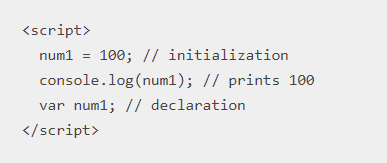 <script>
  num1 = 100; // initialization
  console.log(num1); // prints 100
  var num1; // declaration
</script>